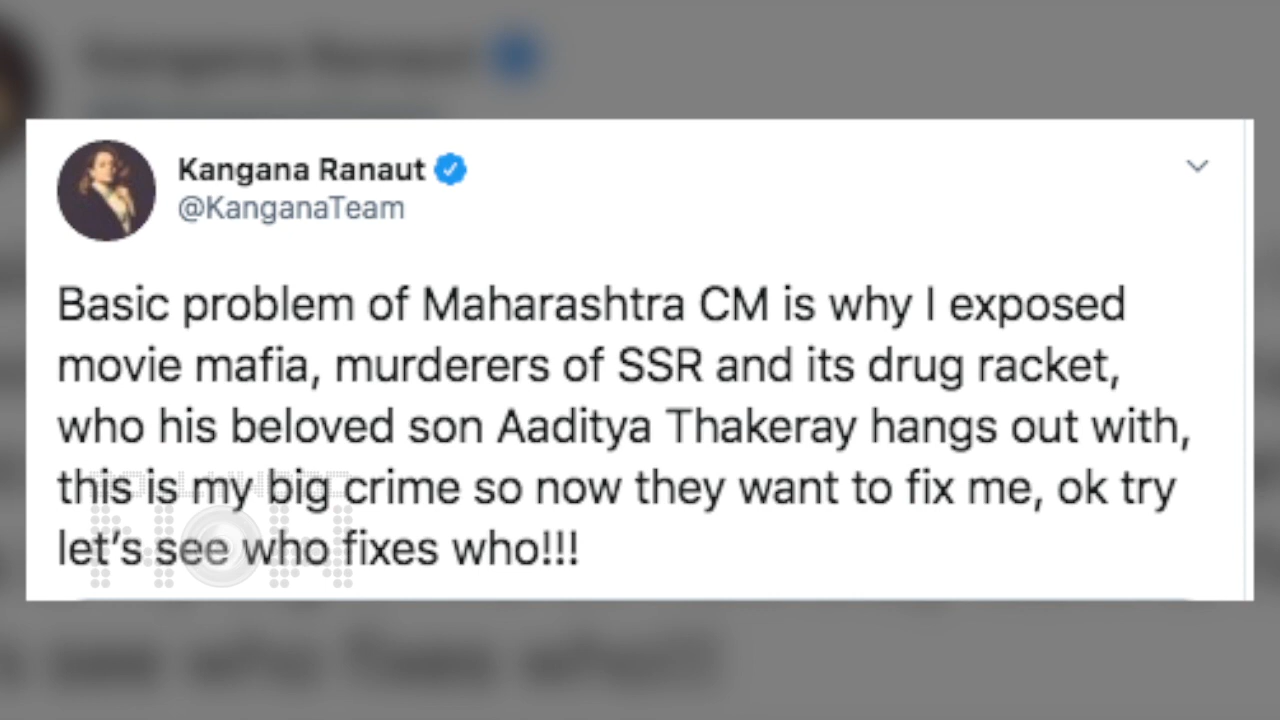 Kangana Ranaut
@KanganaTeam
Basic problem of Maharashtra CM is why I exposed
movie mafia, murderers of SSR and its drug racket,
who his beloved son Aaditya Thakeray hangs out with,
this is my big crime so now they want to fix me, ok try
let's see who fixes who!!!
NOW